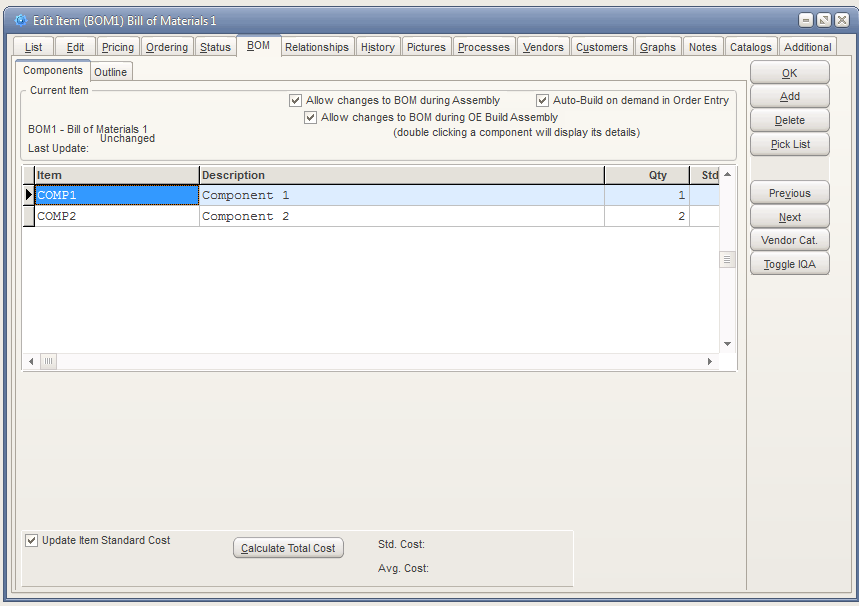 Edit Item (BOM1) Bill of Materials 1
List Edit Pricing Ordering Status BOM Relationships History Pictures Processes Vendors Customers Graphs Notes Catalogs Additional
Components Outline
Current Item
Allow changes to BOM during Assembly Auto-Build on demand in Order Entry
Allow changes to BOM during OE Build Assembly
BOM1 - Bill of Materials 1 (double clicking a component will display its details)
Unchanged
Last Update:
Item Description Qty Std
COMP1 Component 1 1
COMP2 Component 2 2
Update Item Standard Cost Calculate Total Cost Std. Cost:
Avg. Cost:
OK
Add
Delete
Pick List
Previous
Next
Vendor Cat.
Toggle IQA